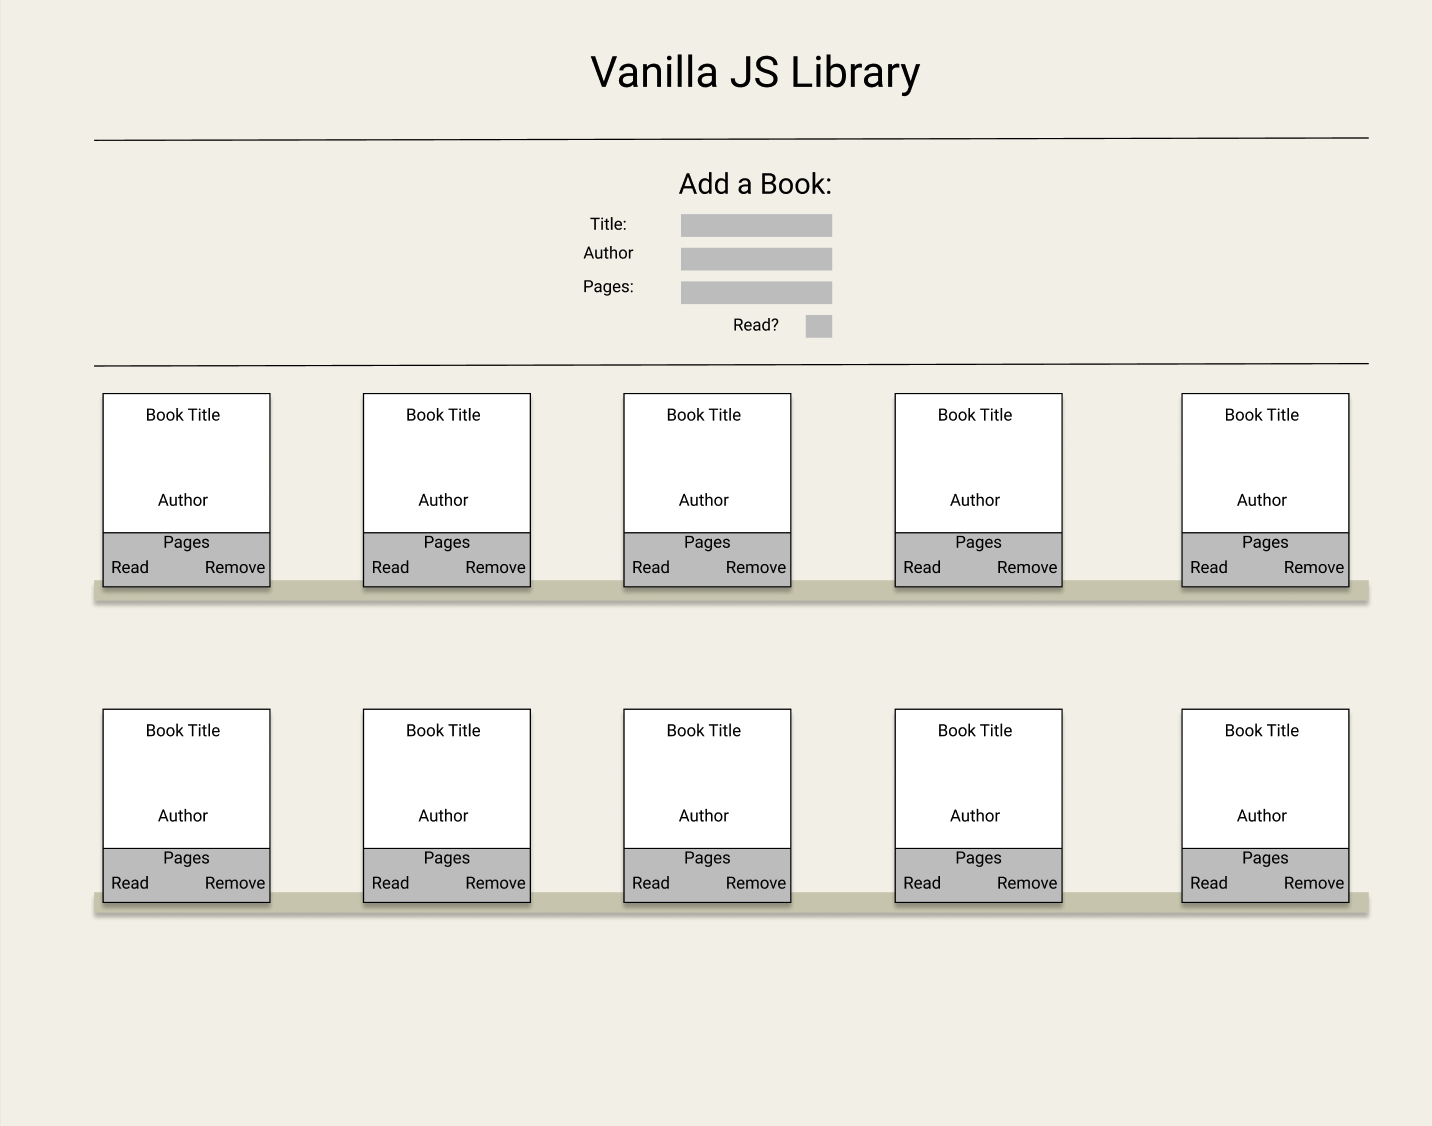 Vanilla JS Library
Add a Book:
Title:
Author
Pages:
Read?
Book Title Book Title Book Title Book Title Book Title
Author Author Author Author Author
Pages Pages Pages Pages Pages
Read Remove Read Remove Read Remove Read Remove Read Remove
Book Title Book Title Book Title Book Title Book Title
Author Author Author Author Author
Pages Pages Pages Pages Pages
Read Remove Read Remove Read Remove Read Remove Read Remove